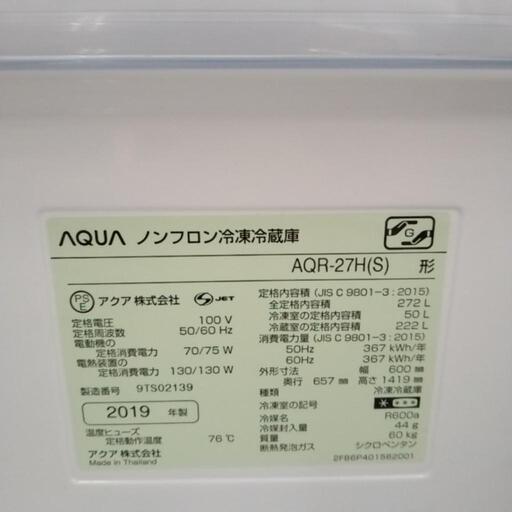 AQUA ノンフロン冷凍冷蔵庫
G
AQR-27H(S) 形
PS E アクア株式会社 S JET
定格電圧 100 V
定格周波数 50/60 Hz
電動機の
定格消費電力 70/75 W
電熱装置の
定格消費電力 130/130 W
製造番号 9TS02139
2019 年製
温度ヒューズ
定格動作温度 76℃
アクア 株式会社
Made in Thailand
定格内容積 (JIS C 9801-3 : 2015)
全定格内容積 272 L
冷凍室の定格内容積 50 L
冷蔵室の定格内容積 222 L
消費電力量 (JIS C 9801-3 : 2015)
50Hz 367 kWh/年
60Hz 367 kWh/年
外形寸法 幅 600 mm
奥行 657 mm 高さ 1419 mm
種類 冷凍冷蔵庫
冷凍室の記号
冷媒名 R600a
冷媒封入量 44 g
質量 60 kg
断熱発泡ガス シクロペンタン
2FB6P401582001